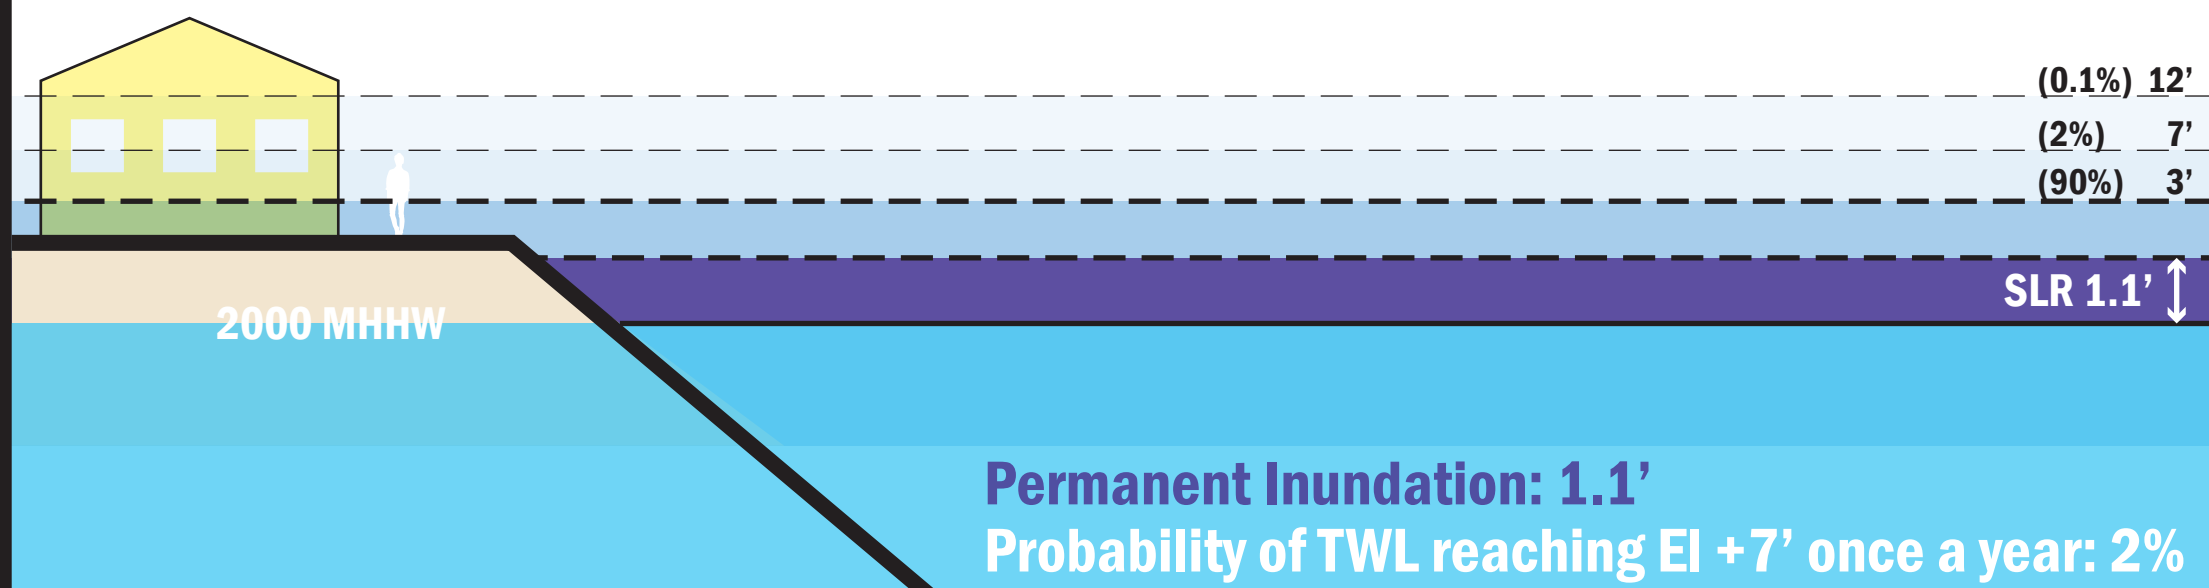 (0.1%) 12’
(2%) 7’
(90%) 3’
SLR 1.1’
2000 MHHW
Permanent Inundation: 1.1’
Probability of TWL reaching El +7’ once a year: 2%